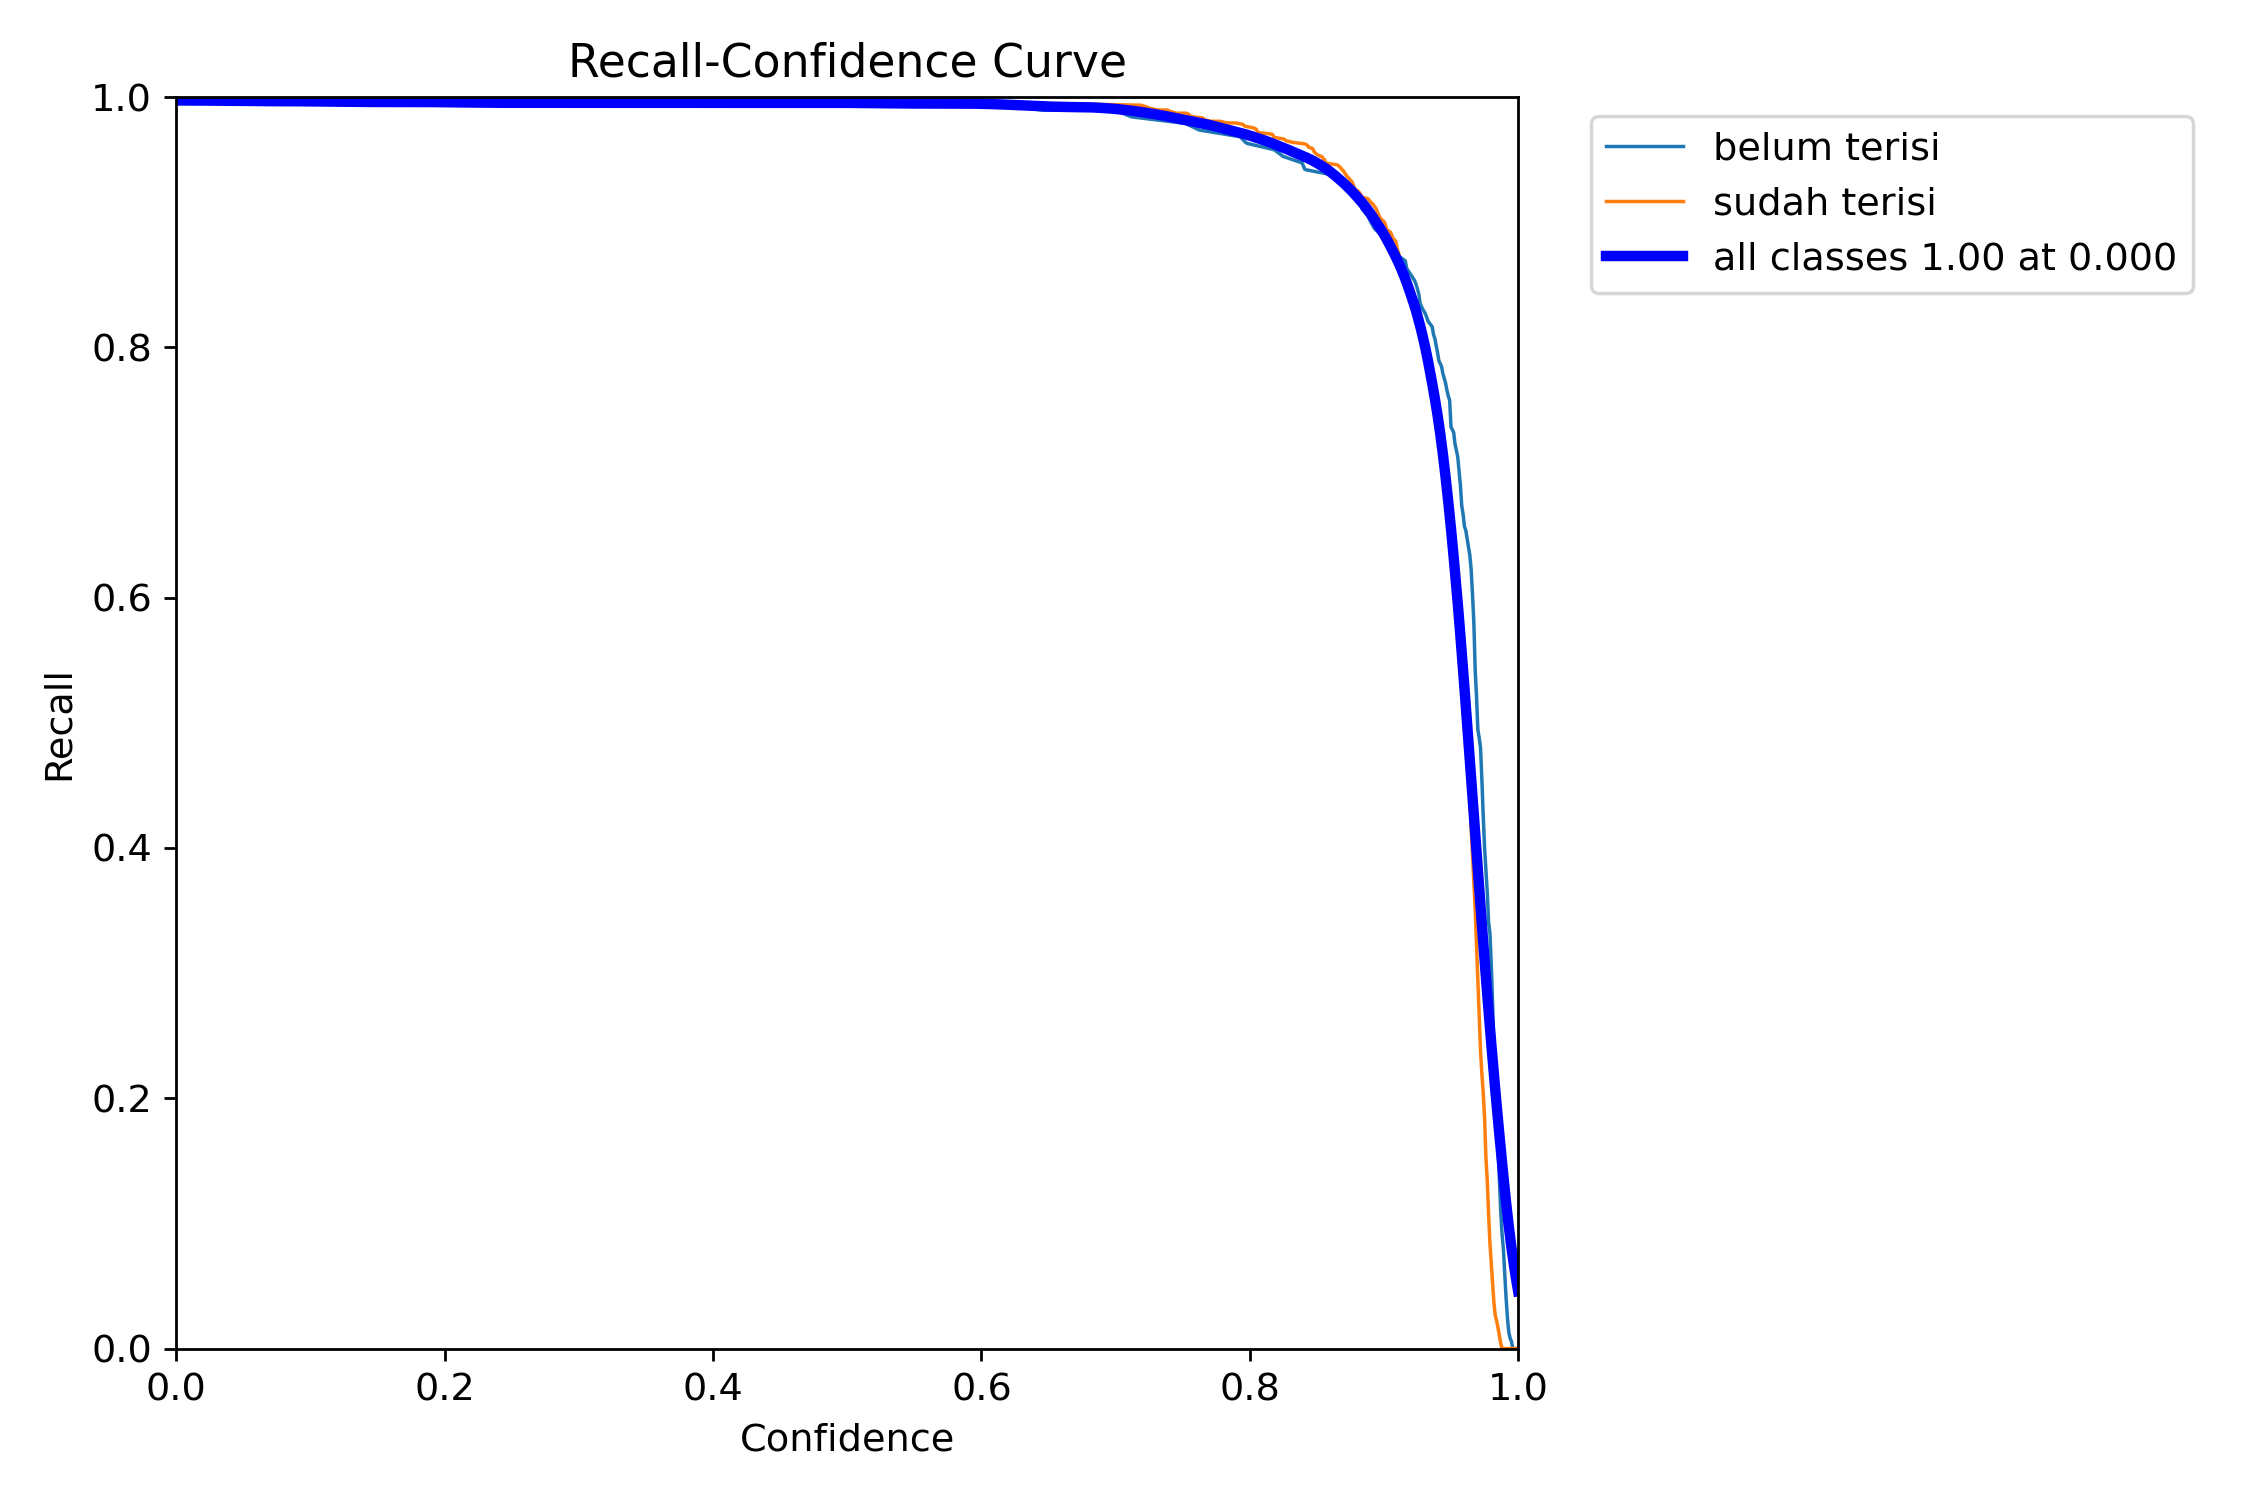 Recall-Confidence Curve
1.0
0.8
0.6
0.4
0.2
0.0
Recall
0.0 0.2 0.4 0.6 0.8 1.0
Confidence
belum terisi
sudah terisi
all classes 1.00 at 0.000